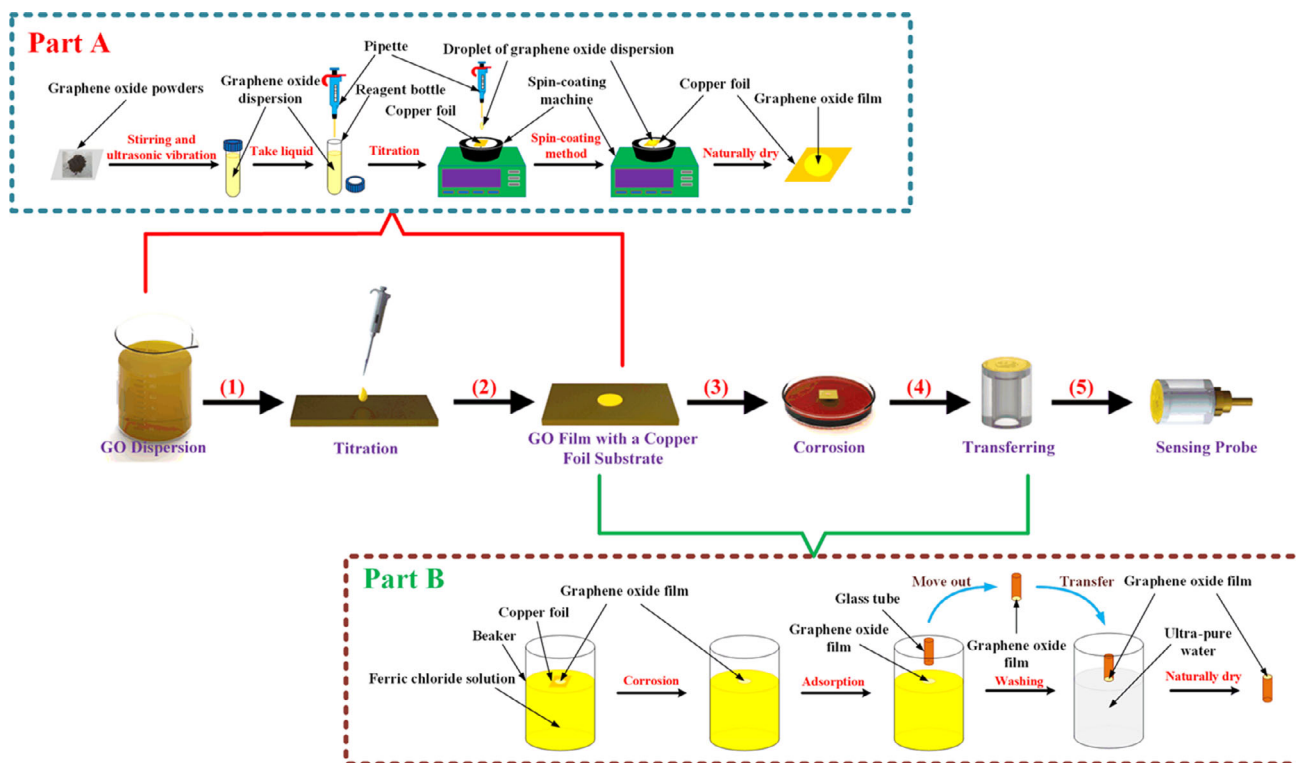 Part A
Graphene oxide powders
Stirring and
ultrasonic vibration
Graphene oxide
dispersion
Take liquid
Pipette
Reagent bottle
Titration
Copper foil
Droplet of graphene oxide dispersion
Spin-coating
machine
Spin-coating
method
Copper foil
Graphene oxide film
Naturally dry
(1)
(2)
(3)
(4)
(5)
GO Dispersion
Titration
GO Film with a Copper
Foil Substrate
Corrosion
Transferring
Sensing Probe
Part B
Graphene oxide film
Copper foil
Beaker
Ferric chloride solution
Corrosion
Adsorption
Glass tube
Graphene oxide
film
Move out
Transfer
Graphene oxide
film
Washing
Graphene oxide film
Ultra-pure
water
Naturally dry